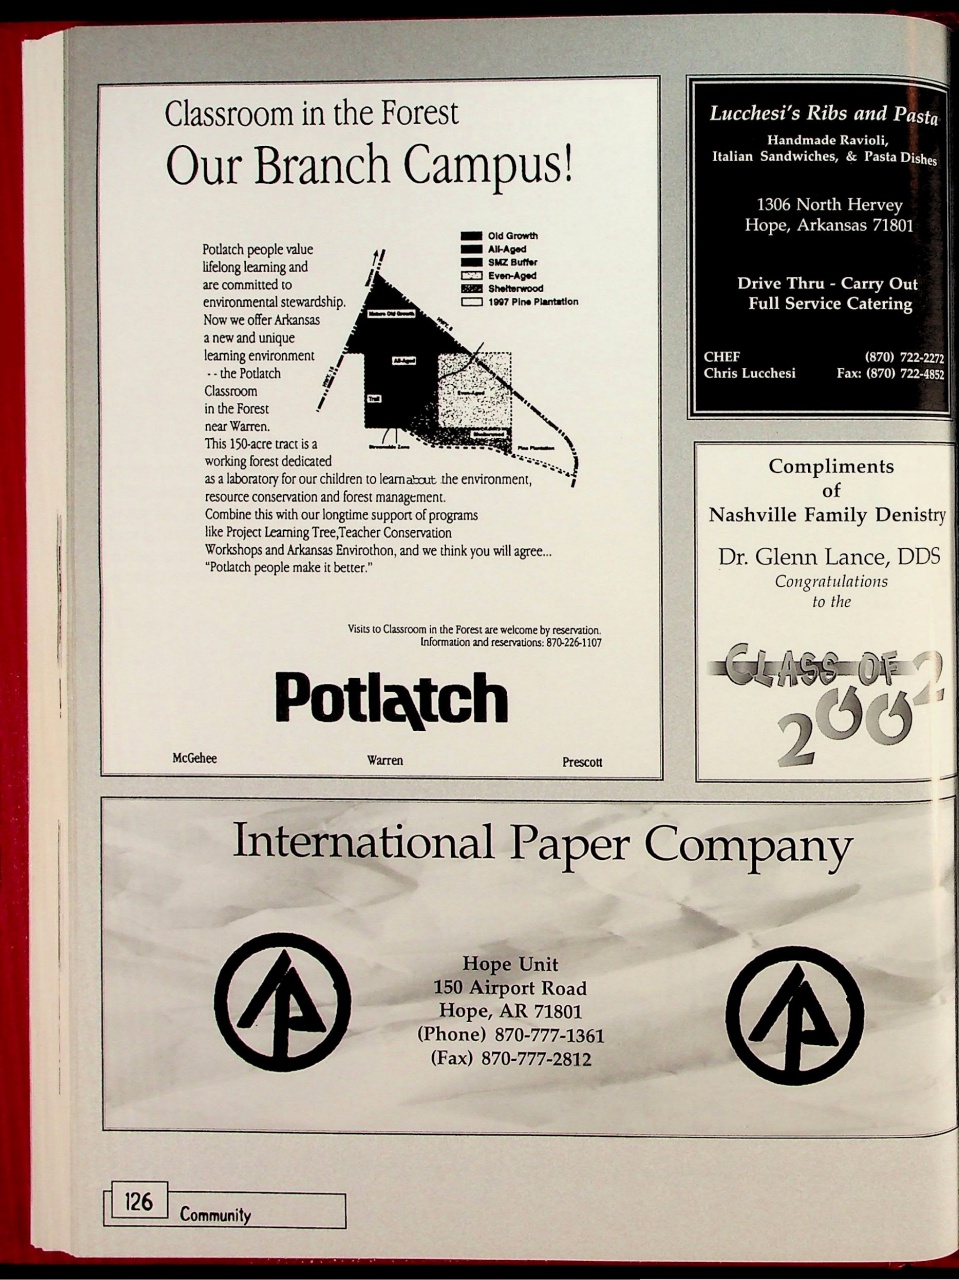 Classroom in the Forest
Our Branch Campus!
Potlatch people value
lifelong learning and
are committed to
environmental stewardship.
Now we offer Arkansas
a new and unique
learning environment
- - the Potlatch
Classroom
in the Forest
near Warren.
This 150-acre tract is a
working forest dedicated
as a laboratory for our children to learn about the environment,
resource conservation and forest management.
Combine this with our longtime support of programs
like Project Learning Tree,Teacher Conservation
Workshops and Arkansas Envirothon, and we think you will agree...
"Potlatch people make it better."
Old Growth
All-Aged
SMZ Buffer
Even-Aged
Shelterwood
1997 Pine Plantation
Mature Old Growth
All-Aged
Even-Aged
Trail
Shelterwood
Streamside Zone
Pine Plantation
Visits to Classroom in the Forest are welcome by reservation.
Information and reservations: 870-226-1107
Potlatch
McGehee Warren Prescott
Lucchesi's Ribs and Pasta
Handmade Ravioli,
Italian Sandwiches, & Pasta Dishes
1306 North Hervey
Hope, Arkansas 71801
Drive Thru - Carry Out
Full Service Catering
CHEF (870) 722-2272
Chris Lucchesi Fax: (870) 722-4852
Compliments
of
Nashville Family Denistry
Dr. Glenn Lance, DDS
Congratulations
to the
CLASS OF
2002
International Paper Company
Hope Unit
150 Airport Road
Hope, AR 71801
(Phone) 870-777-1361
(Fax) 870-777-2812
126
Community